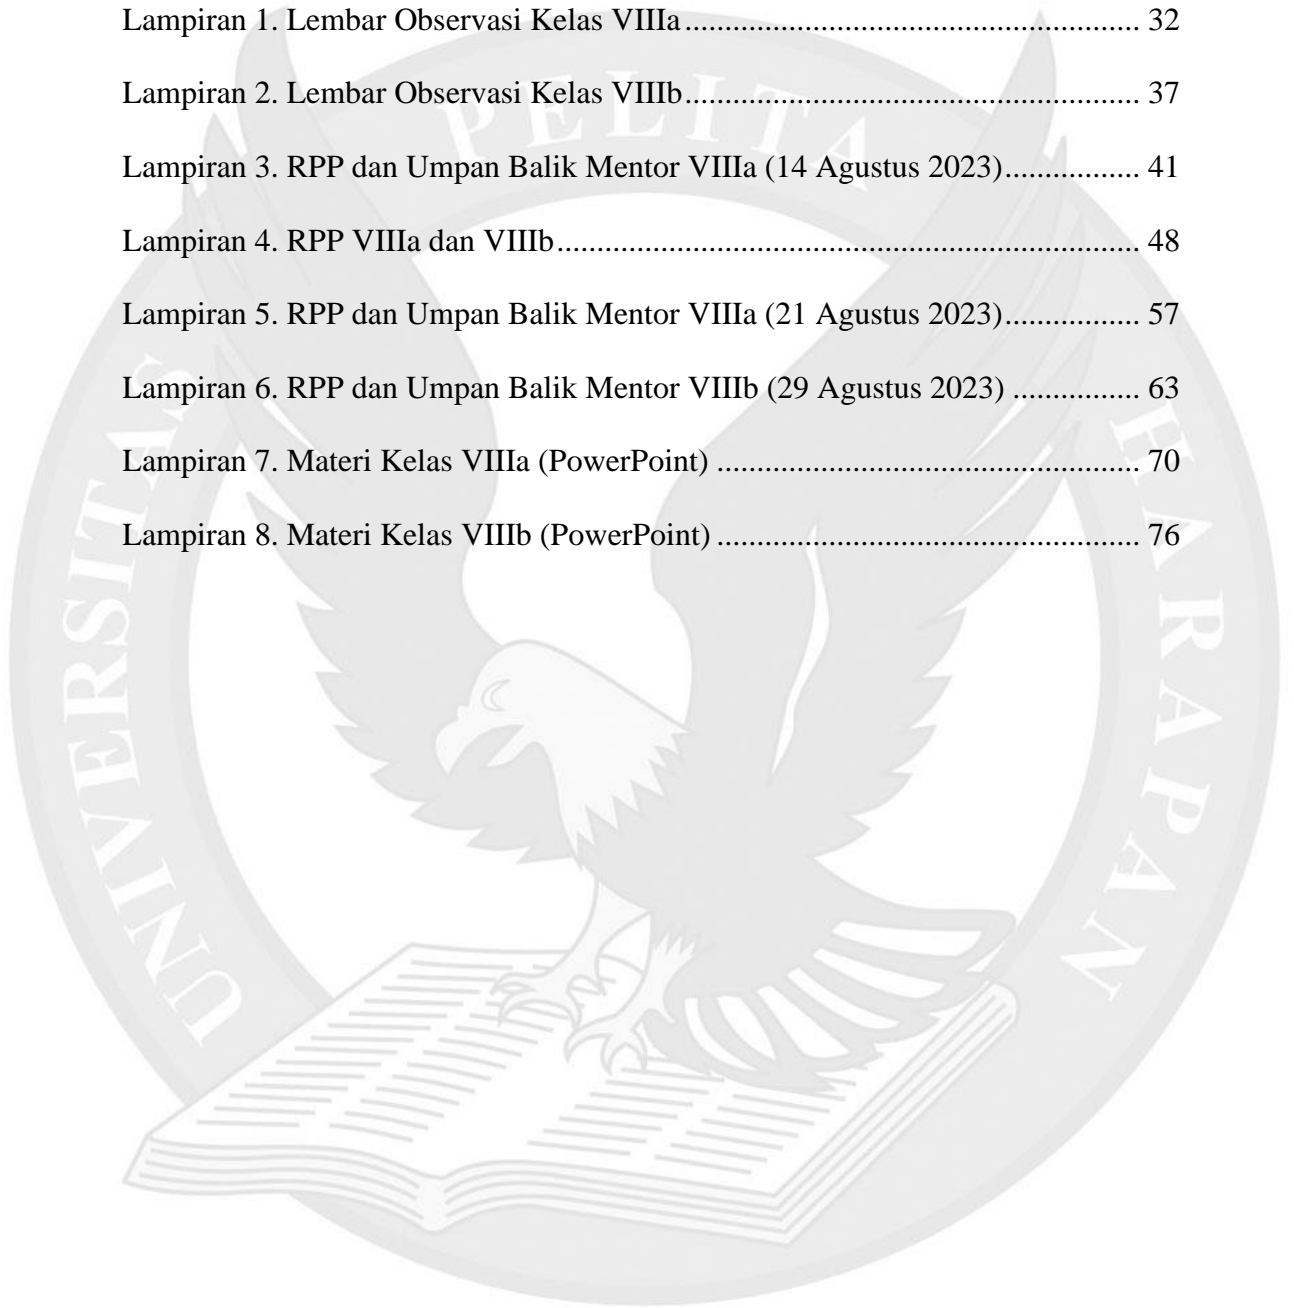 Lampiran 1. Lembar Observasi Kelas VIIIa......................................................... 32
Lampiran 2. Lembar Observasi Kelas VIIIb......................................................... 37
Lampiran 3. RPP dan Umpan Balik Mentor VIIIa (14 Agustus 2023)................. 41
Lampiran 4. RPP VIIIa dan VIIIb......................................................................... 48
Lampiran 5. RPP dan Umpan Balik Mentor VIIIa (21 Agustus 2023)................. 57
Lampiran 6. RPP dan Umpan Balik Mentor VIIIb (29 Agustus 2023) ................ 63
Lampiran 7. Materi Kelas VIIIa (PowerPoint) ..................................................... 70
Lampiran 8. Materi Kelas VIIIb (PowerPoint) ..................................................... 76
UNIVERSITAS PELITA HARAPAN